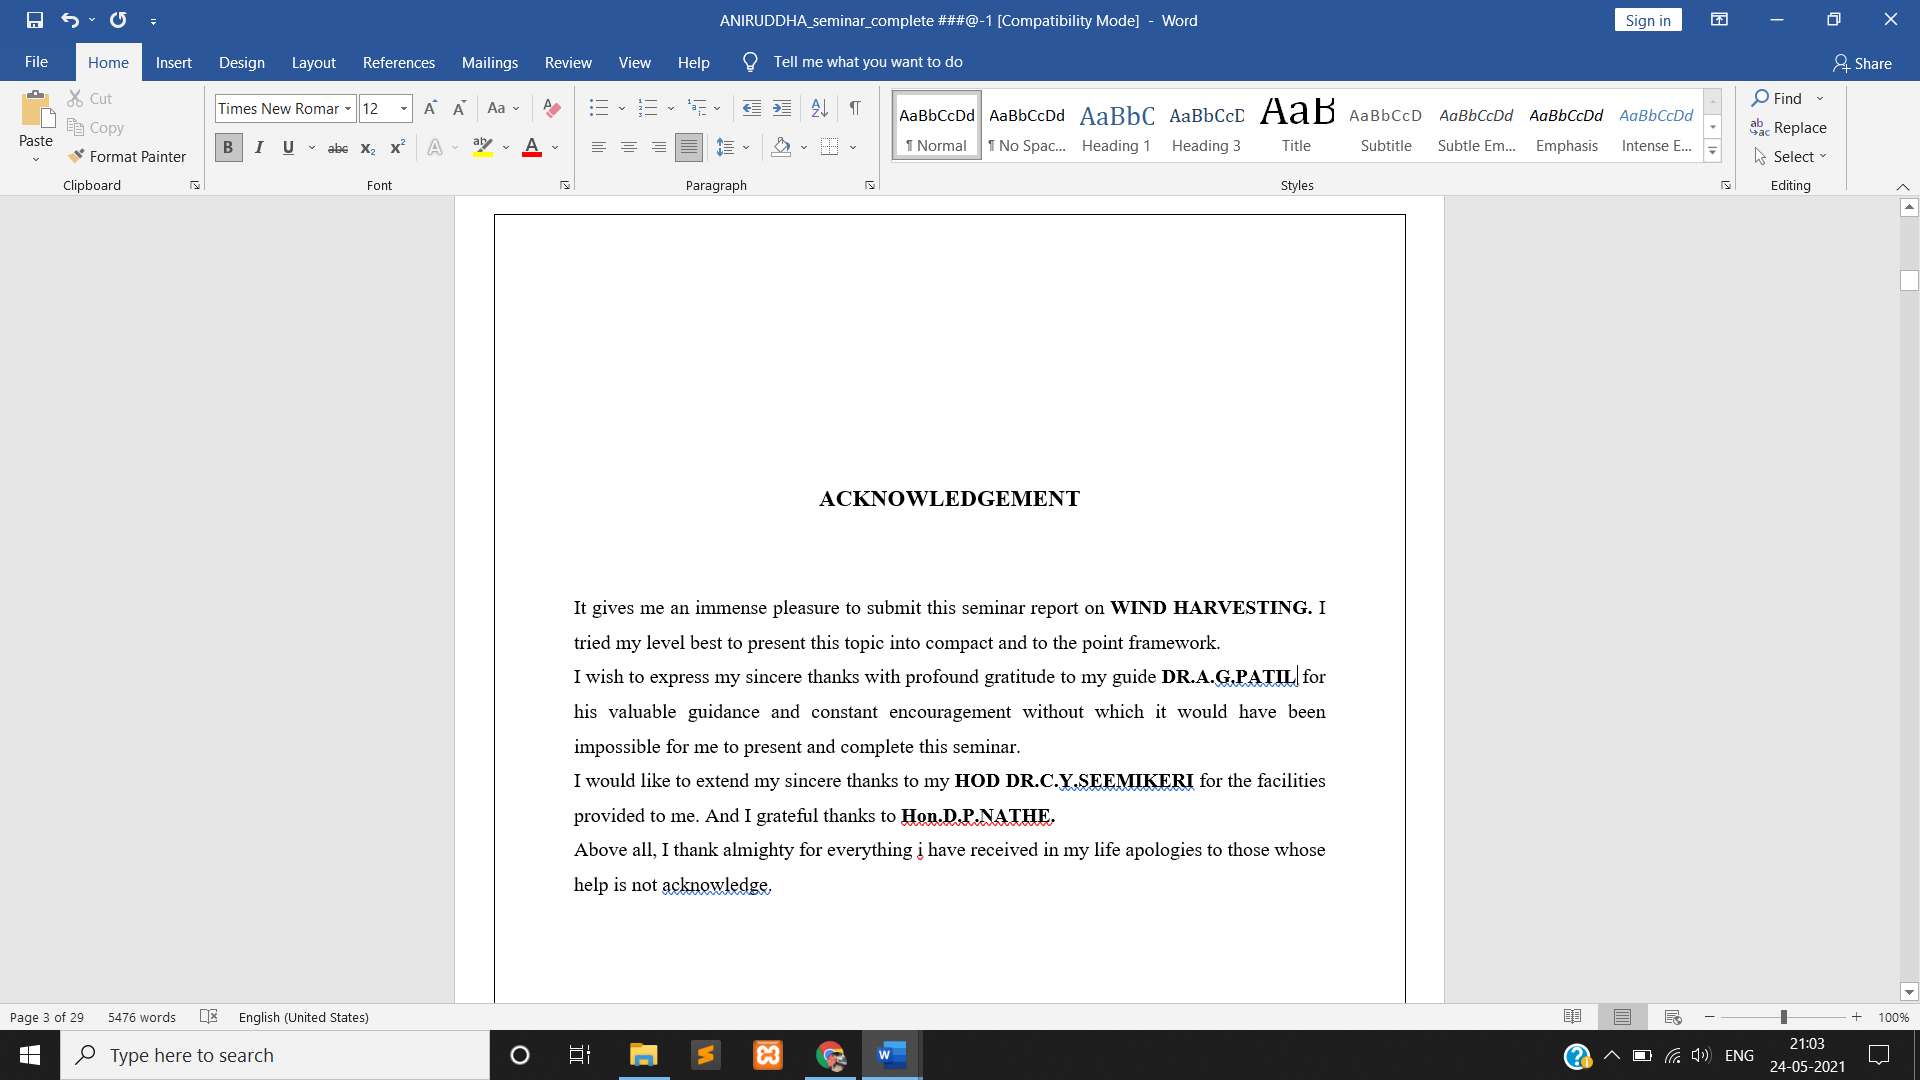 ANIRUDDHA_seminar_complete ###@-1 [Compatibility Mode] - Word
Sign in
File Home Insert Design Layout References Mailings Review View Help Tell me what you want to do
Share
Paste
Cut
Copy
Format Painter
Clipboard
Times New Romar 12
Aa
B I U abc x₂ x²
Font
Paragraph
AaBbCcDd AaBbCcDd AaBbC AaBbCcD AaB AaBbCcD AaBbCcDd AaBbCcDd AaBbCcDd
¶ Normal ¶ No Spac... Heading 1 Heading 3 Title Subtitle Subtle Em... Emphasis Intense E...
Styles
Find
Replace
Select
Editing
ACKNOWLEDGEMENT
It gives me an immense pleasure to submit this seminar report on WIND HARVESTING. I
tried my level best to present this topic into compact and to the point framework.
I wish to express my sincere thanks with profound gratitude to my guide DR.A.G.PATIL for
his valuable guidance and constant encouragement without which it would have been
impossible for me to present and complete this seminar.
I would like to extend my sincere thanks to my HOD DR.C.Y.SEEMIKERI for the facilities
provided to me. And I grateful thanks to Hon.D.P.NATHE.
Above all, I thank almighty for everything i have received in my life apologies to those whose
help is not acknowledge.
Page 3 of 29 5476 words English (United States) 100%
Type here to search
ENG
21:03
24-05-2021